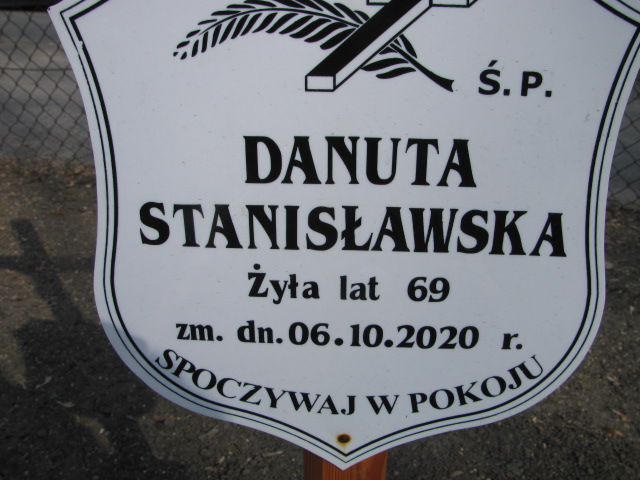 Ś.P.
DANUTA
STANISŁAWSKA
Żyła lat 69
zm. dn. 06.10.2020 r.
SPOCZYWAJ W POKOJU